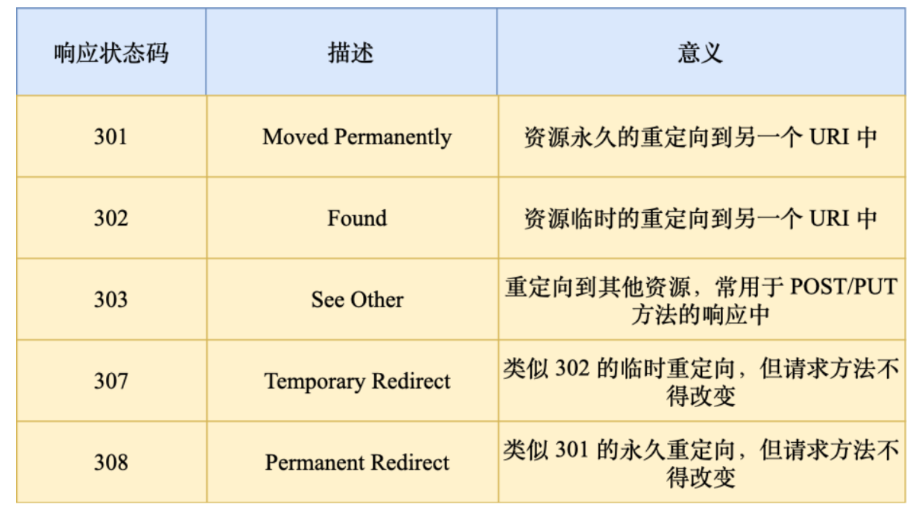 响应状态码 描述 意义
301 Moved Permanently 资源永久的重定向到另一个 URI 中
302 Found 资源临时的重定向到另一个 URI 中
303 See Other 重定向到其他资源，常用于 POST/PUT
方法的响应中
307 Temporary Redirect 类似 302 的临时重定向，但请求方法不
得改变
308 Permanent Redirect 类似 301 的永久重定向，但请求方法不
得改变